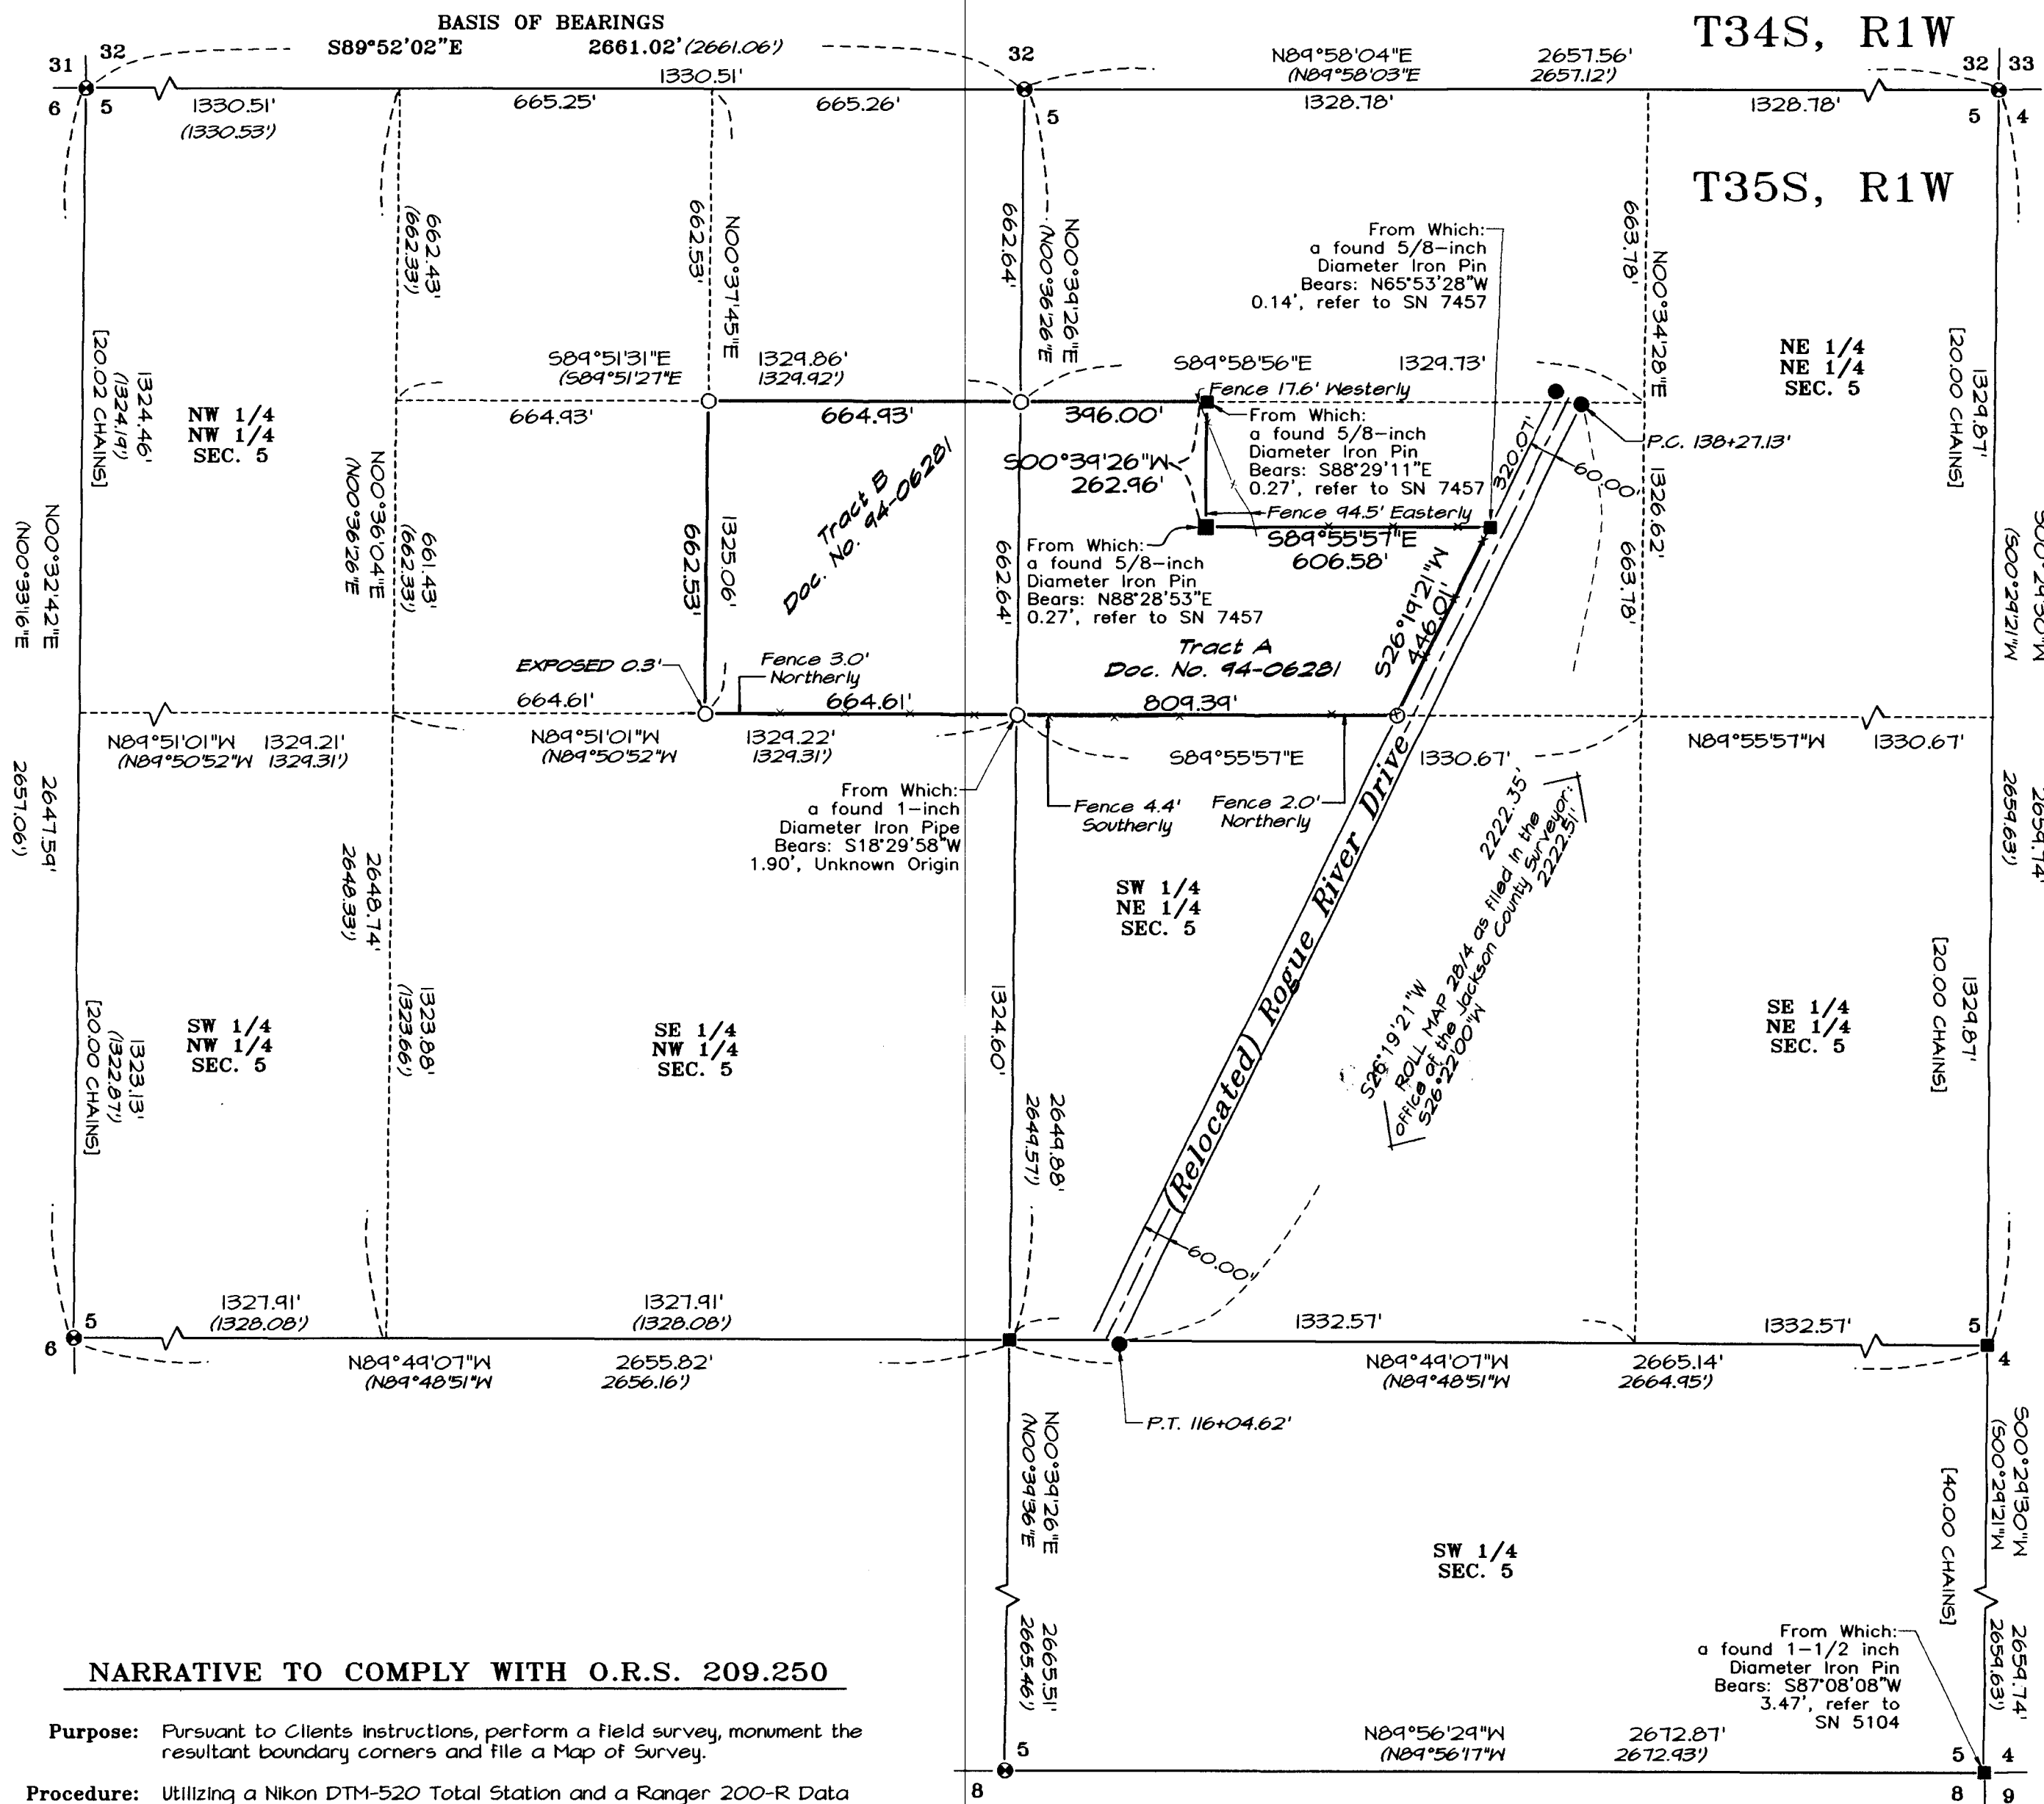 BASIS OF BEARINGS
S89°52'02"E 2661.02' (2661.06')
T34S, R1W
31 32
32
N89°58'04"E 2657.56'
(N89°58'03"E 2657.12')
32 33
1330.51'
6 5
1330.51'
(1330.53')
665.25'
665.26'
5
1328.78'
1328.78'
5 4
T35S, R1W
662.43'
(662.33')
662.53'
N00°37'45"E
662.64'
N00°39'26"E
(N00°36'26"E
663.78'
N00°34'28"E
From Which:
a found 5/8-inch
Diameter Iron Pin
Bears: N65°53'28"W
0.14', refer to SN 7457
[20.02 CHAINS]
1324.46'
(1324.19')
NW 1/4
NW 1/4
SEC. 5
S89°51'31"E 1329.86'
(S89°51'27"E 1329.92')
664.93'
664.93'
396.00'
S89°58'56"E 1329.73'
Fence 17.6' Westerly
From Which:
a found 5/8-inch
Diameter Iron Pin
Bears: S88°29'11"E
0.27', refer to SN 7457
S00°39'26"W
262.96'
320.07'
60.00'
P.C. 138+27.13'
NE 1/4
NE 1/4
SEC. 5
[20.00 CHAINS]
1329.87'
N00°32'42"E
(N00°33'16"E
N00°36'04"E
(N00°36'26"E
661.43'
(662.33')
662.53'
1325.06'
Tract B
Doc. No. 94-06281
662.64'
Fence 94.5' Easterly
From Which:
a found 5/8-inch
Diameter Iron Pin
Bears: N88°28'53"E
0.27', refer to SN 7457
S89°55'57"E
606.58'
S26°19'21"W
446.01'
1326.62'
663.78'
S00°29'30"W
(S00°29'21"W
EXPOSED 0.3'
Fence 3.0'
Northerly
Tract A
Doc. No. 94-06281
664.61'
664.61'
809.39'
N89°51'01"W 1329.21'
(N89°50'52"W 1329.31')
N89°51'01"W 1329.22'
(N89°50'52"W 1329.31')
S89°55'57"E 1330.67'
N89°55'57"W 1330.67'
From Which:
a found 1-inch
Diameter Iron Pipe
Bears: S18°29'58"W
1.90', Unknown Origin
Fence 4.4'
Southerly
Fence 2.0'
Northerly
2647.59'
2657.06')
2648.74'
2648.33')
SW 1/4
NE 1/4
SEC. 5
(Relocated) Rogue River Drive
S26°19'21"W 2222.35'
ROLL MAP 28/4 as filed in the
office of the Jackson County Surveyor:
S26°22'00"W 2222.51'
2659.74'
2659.63')
[20.00 CHAINS]
1323.13'
(1322.87')
SW 1/4
NW 1/4
SEC. 5
1323.88'
(1323.66')
SE 1/4
NW 1/4
SEC. 5
1324.60'
2649.88'
2649.57')
SE 1/4
NE 1/4
SEC. 5
[20.00 CHAINS]
1329.87'
60.00'
5
6
1327.91'
(1328.08')
1327.91'
(1328.08')
1332.57'
1332.57'
5
4
N89°49'07"W 2655.82'
(N89°48'51"W 2656.16')
N89°49'07"W 2665.14'
(N89°48'51"W 2664.95')
P.T. 116+04.62'
N00°39'26"E
(N00°39'36"E
2665.51'
2665.46')
SW 1/4
SEC. 5
[40.00 CHAINS]
S00°29'30"W
(S00°29'21"W
2659.74'
2659.63')
From Which:
a found 1-1/2 inch
Diameter Iron Pin
Bears: S87°08'08"W
3.47', refer to
SN 5104
N89°56'29"W 2672.87'
(N89°56'17"W 2672.93')
5
8
5 4
8 9
NARRATIVE TO COMPLY WITH O.R.S. 209.250
Purpose: Pursuant to Clients instructions, perform a field survey, monument the
resultant boundary corners and file a Map of Survey.
Procedure: Utilizing a Nikon DTM-520 Total Station and a Ranger 200-R Data